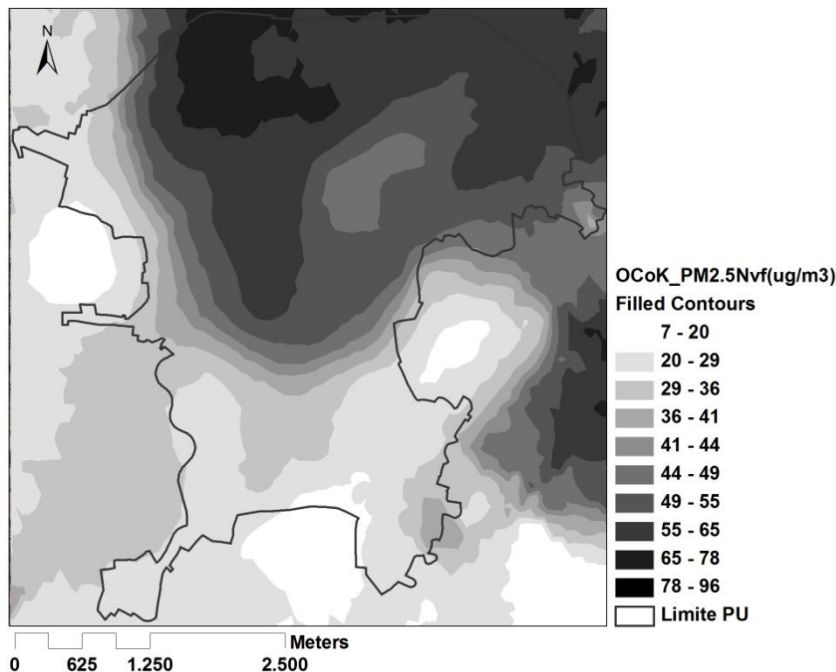 N
OCoK_PM2.5Nvf(ug/m3)
Filled Contours
7 - 20
20 - 29
29 - 36
36 - 41
41 - 44
44 - 49
49 - 55
55 - 65
65 - 78
78 - 96
Limite PU
Meters
0 625 1.250 2.500